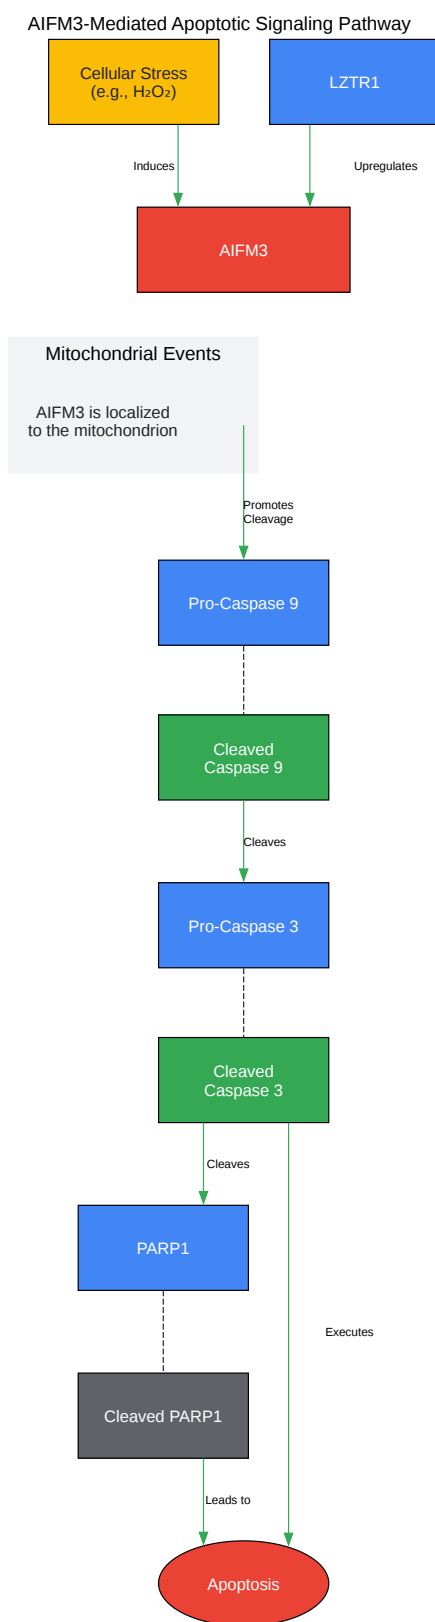 AIFM3-Mediated Apoptotic Signaling Pathway
Cellular Stress
(e.g., H₂O₂)
LZTR1
Induces
Upregulates
AIFM3
Mitochondrial Events
AIFM3 is localized
to the mitochondrion
Promotes
Cleavage
Pro-Caspase 9
Cleaved
Caspase 9
Cleaves
Pro-Caspase 3
Cleaved
Caspase 3
Cleaves
PARP1
Executes
Cleaved PARP1
Leads to
Apoptosis